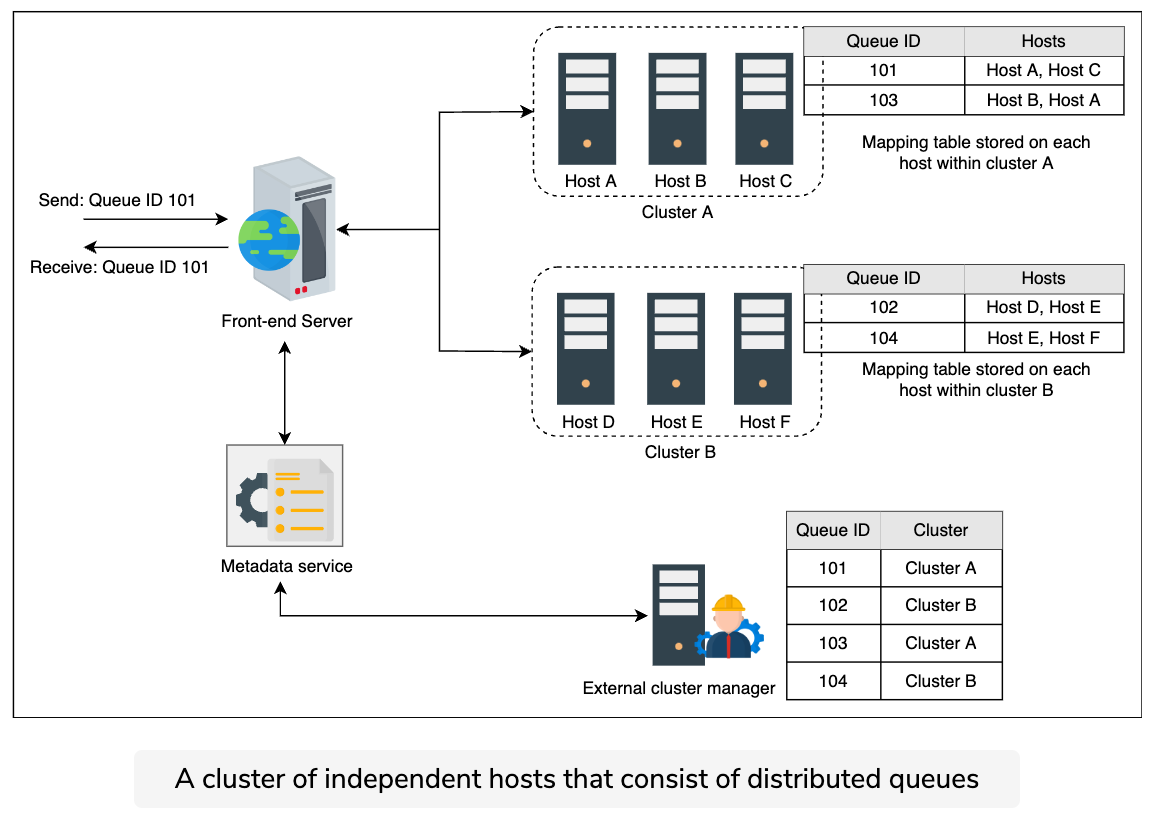 Queue ID Hosts
101 Host A, Host C
103 Host B, Host A
Mapping table stored on each
host within cluster A
Host A Host B Host C
Cluster A
Send: Queue ID 101
Receive: Queue ID 101
Front-end Server
Queue ID Hosts
102 Host D, Host E
104 Host E, Host F
Mapping table stored on each
host within cluster B
Host D Host E Host F
Cluster B
Metadata service
Queue ID Cluster
101 Cluster A
102 Cluster B
103 Cluster A
104 Cluster B
External cluster manager
A cluster of independent hosts that consist of distributed queues